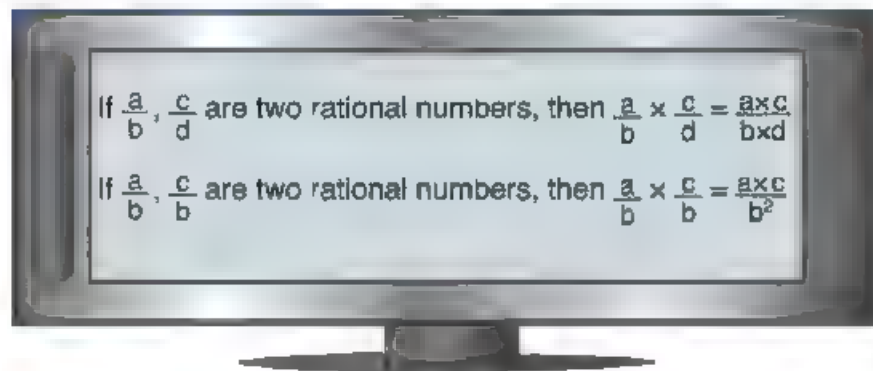 If a/b , c/d are two rational numbers, then a/b × c/d = a×c/b×d
If a/b , c/b are two rational numbers, then a/b × c/b = a×c/b²